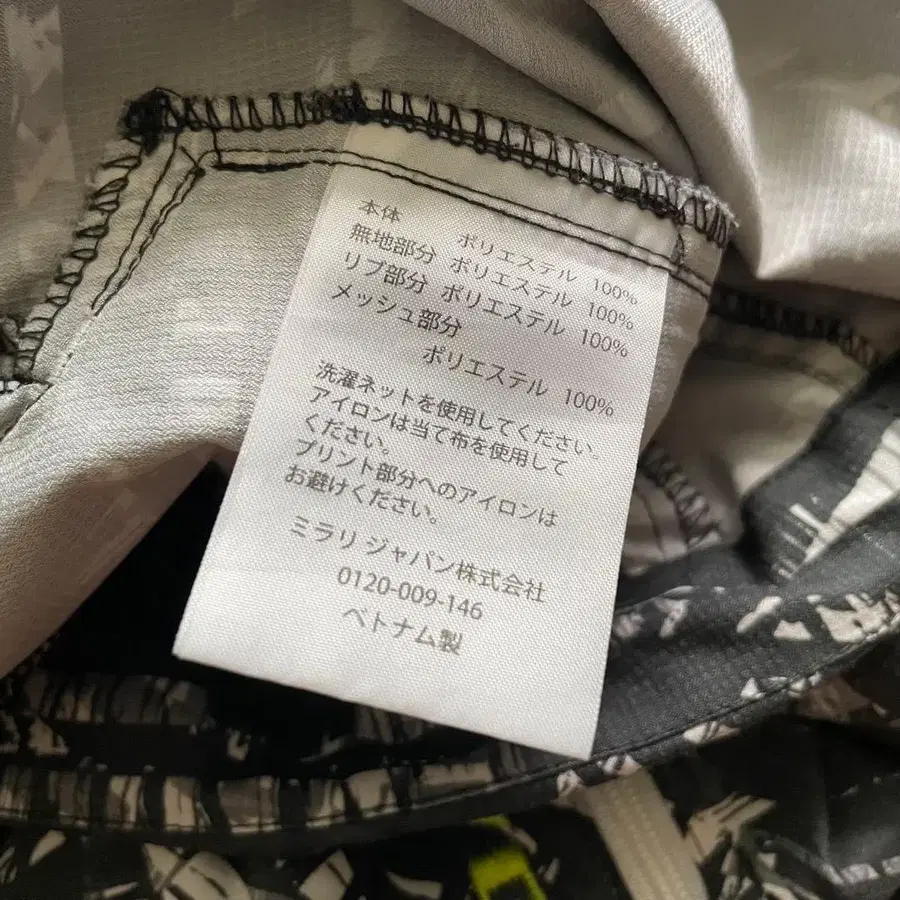 本体 ポリエステル 100%
無地部分 ポリエステル 100%
リブ部分 ポリエステル 100%
メッシュ部分
ポリエステル 100%
洗濯ネットを使用してください。
アイロンは当て布を使用して
ください。
プリント部分へのアイロンは
お避けください。
ミラリ ジャパン株式会社
0120-009-146
ベトナム製